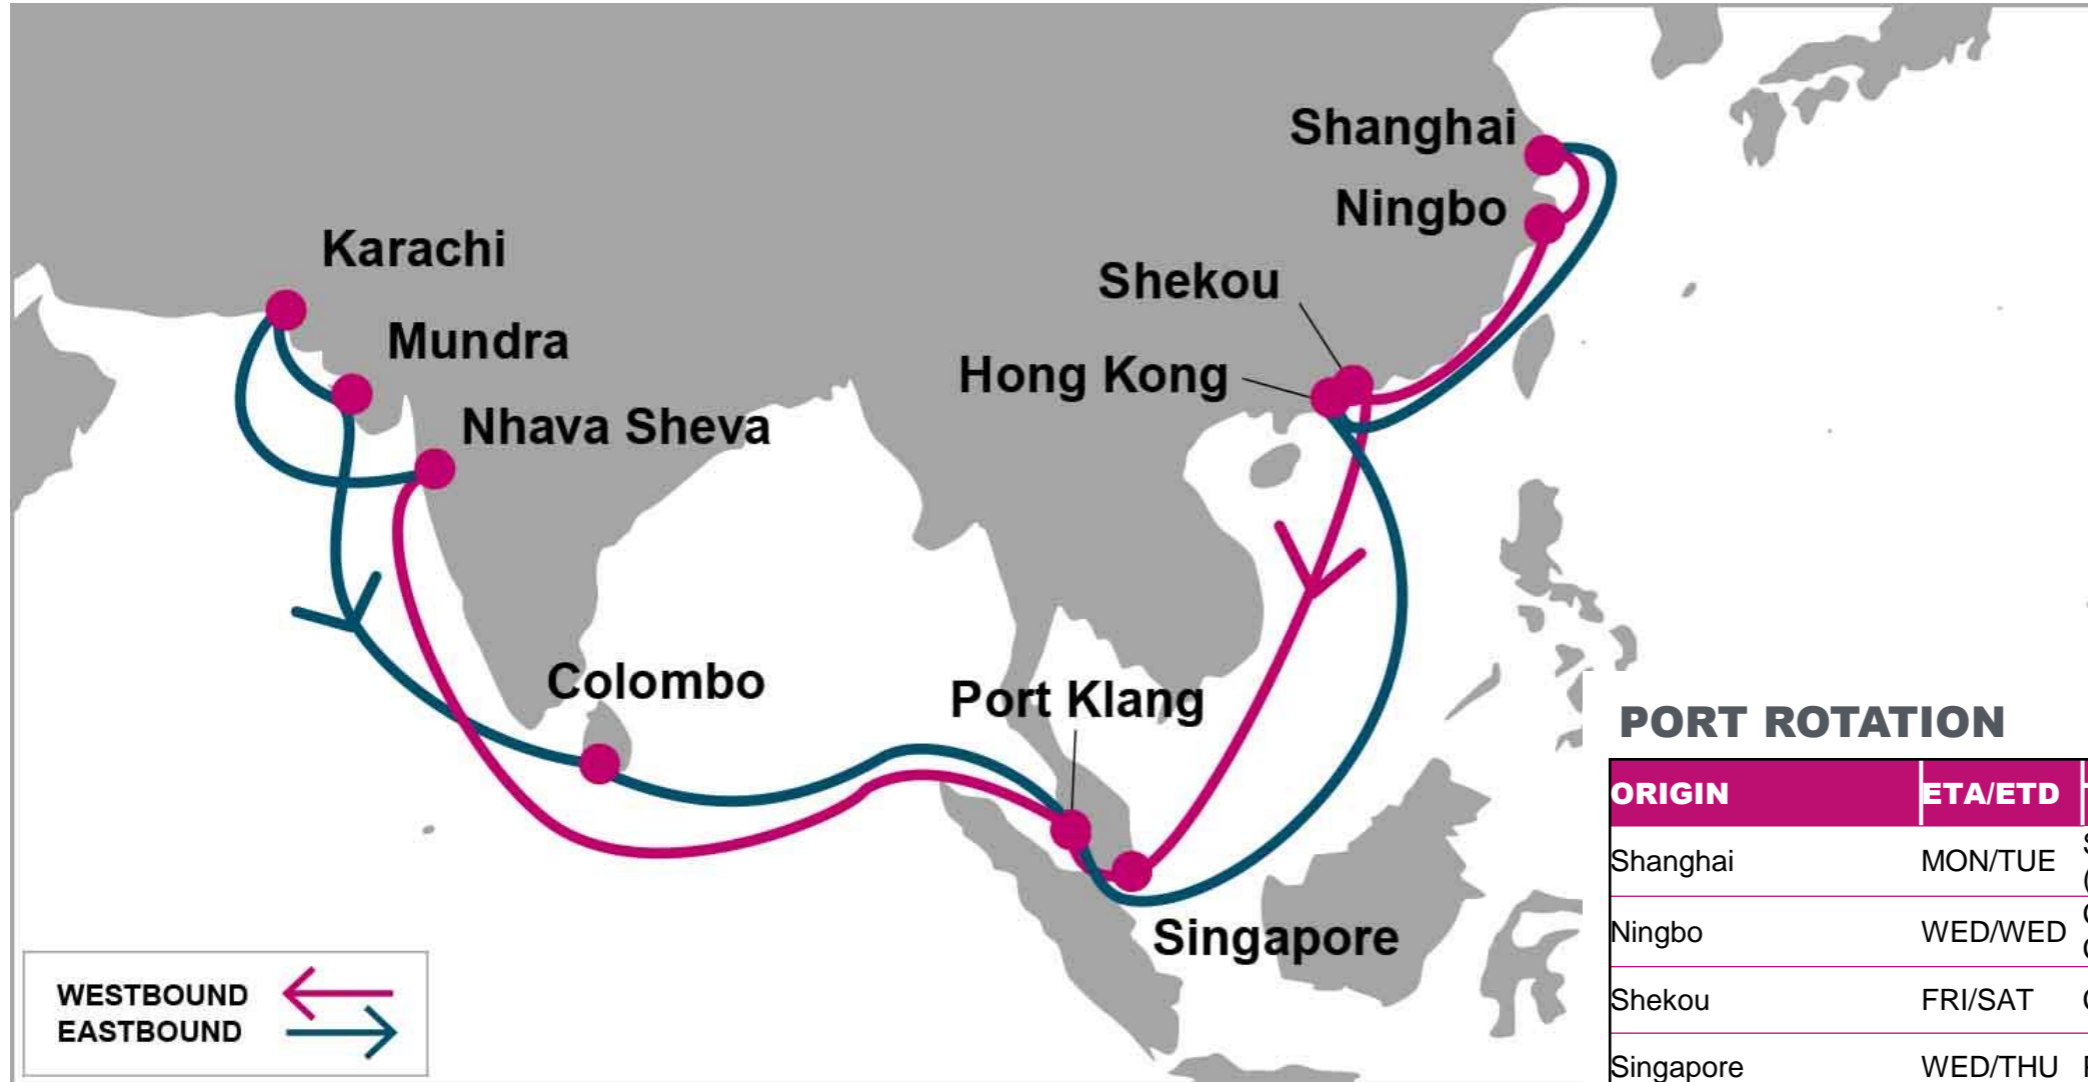 Shanghai
Ningbo
Karachi
Shekou
Mundra
Hong Kong
Nhava Sheva
Colombo
Port Klang
Singapore
WESTBOUND
EASTBOUND
PORT ROTATION
ORIGIN ETA/ETD
Shanghai MON/TUE
Ningbo WED/WED
Shekou FRI/SAT
Singapore WED/THU